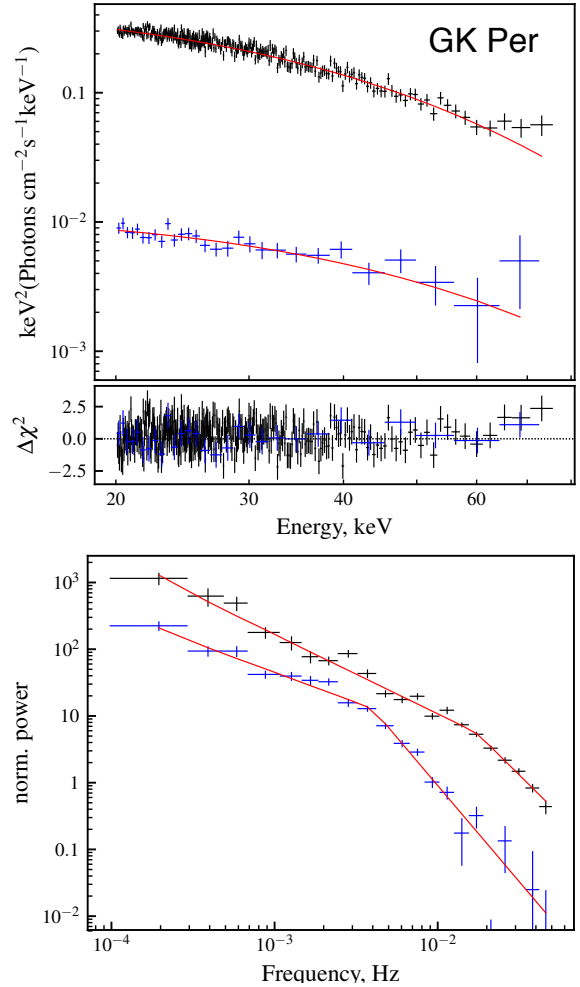 GK Per
keV²(Photons cm⁻²s⁻¹keV⁻¹)
0.1
10⁻²
10⁻³
Δχ²
2.5
0.0
−2.5
20 30 40 60
Energy, keV
norm. power
10³
10²
10
1
0.1
10⁻²
10⁻⁴ 10⁻³ 10⁻²
Frequency, Hz